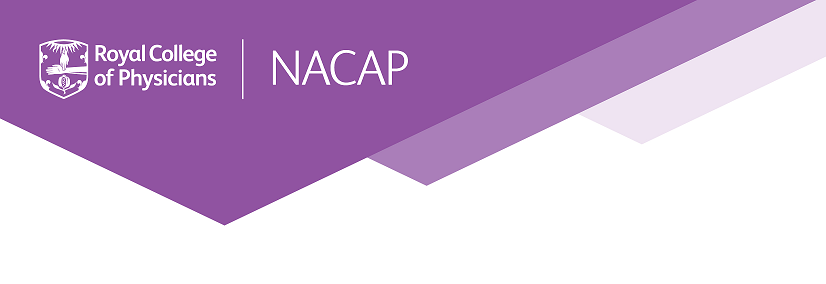 Royal College
of Physicians
NACAP